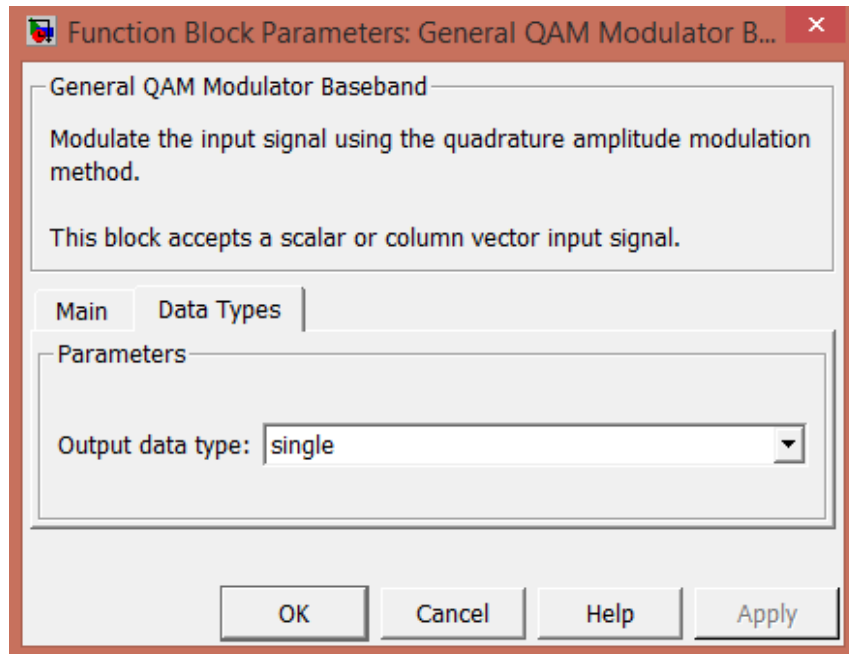 Function Block Parameters: General QAM Modulator B...
General QAM Modulator Baseband
Modulate the input signal using the quadrature amplitude modulation
method.
This block accepts a scalar or column vector input signal.
Main Data Types
Parameters
Output data type: single
OK Cancel Help Apply